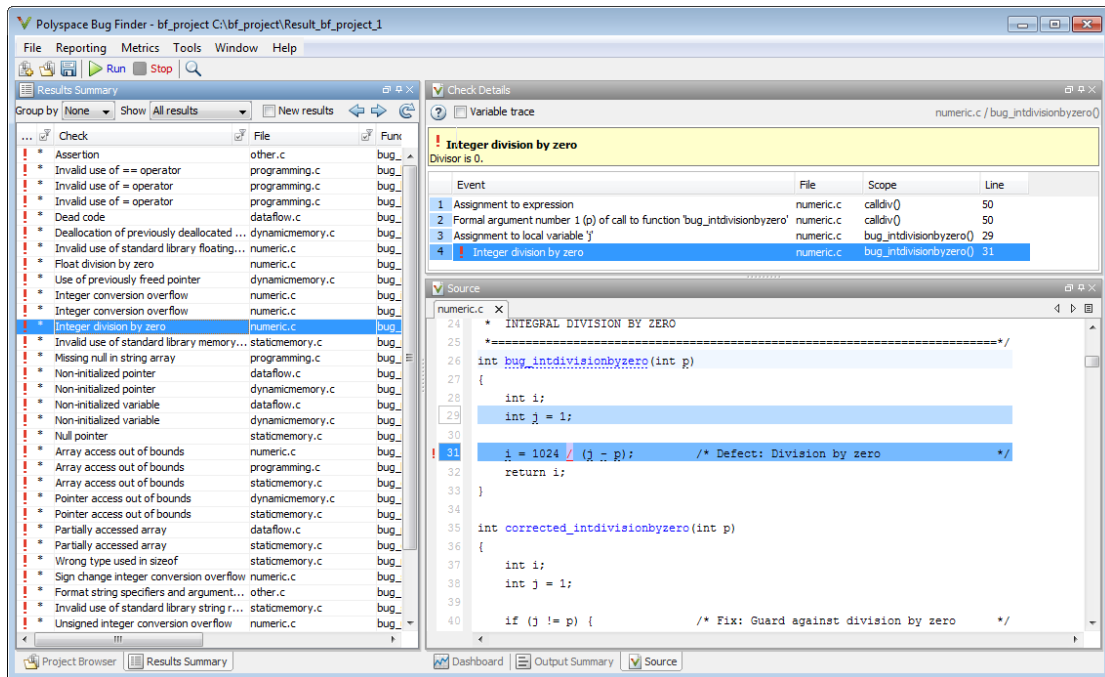 Polyspace Bug Finder - bf_project C:\bf_project\Result_bf_project_1
File Reporting Metrics Tools Window Help
Run Stop
Results Summary
Group by None Show All results New results
... Check File Func
! * Assertion other.c bug_
! * Invalid use of == operator programming.c bug_
! * Invalid use of = operator programming.c bug_
! * Invalid use of = operator programming.c bug_
! * Dead code dataflow.c bug_
! * Deallocation of previously deallocated ... dynamicmemory.c bug_
! * Invalid use of standard library floating... numeric.c bug_
! * Float division by zero numeric.c bug_
! * Use of previously freed pointer dynamicmemory.c bug_
! * Integer conversion overflow numeric.c bug_
! * Integer conversion overflow numeric.c bug_
! * Integer division by zero numeric.c bug_
! * Invalid use of standard library memory... staticmemory.c bug_
! * Missing null in string array programming.c bug_
! * Non-initialized pointer dataflow.c bug_
! * Non-initialized pointer dynamicmemory.c bug_
! * Non-initialized variable dataflow.c bug_
! * Non-initialized variable dynamicmemory.c bug_
! * Null pointer staticmemory.c bug_
! * Array access out of bounds numeric.c bug_
! * Array access out of bounds programming.c bug_
! * Array access out of bounds staticmemory.c bug_
! * Pointer access out of bounds dynamicmemory.c bug_
! * Pointer access out of bounds staticmemory.c bug_
! * Partially accessed array dataflow.c bug_
! * Partially accessed array staticmemory.c bug_
! * Wrong type used in sizeof staticmemory.c bug_
! * Sign change integer conversion overflow numeric.c bug_
! * Format string specifiers and argument... other.c bug_
! * Invalid use of standard library string r... staticmemory.c bug_
! * Unsigned integer conversion overflow numeric.c bug_
Project Browser Results Summary
Check Details
? Variable trace numeric.c / bug_intdivisionbyzero()
! Integer division by zero
Divisor is 0.
Event File Scope Line
1 Assignment to expression numeric.c calldiv() 50
2 Formal argument number 1 (p) of call to function 'bug_intdivisionbyzero' numeric.c calldiv() 50
3 Assignment to local variable 'j' numeric.c bug_intdivisionbyzero() 29
4 ! Integer division by zero numeric.c bug_intdivisionbyzero() 31
Source
numeric.c X
24 * INTEGRAL DIVISION BY ZERO
25 *===========================================================================*/
26 int bug_intdivisionbyzero(int p)
27 {
28 int i;
29 int j = 1;
30
! 31 i = 1024 / (j - p); /* Defect: Division by zero */
32 return i;
33 }
34
35 int corrected_intdivisionbyzero(int p)
36 {
37 int i;
38 int j = 1;
39
40 if (j != p) { /* Fix: Guard against division by zero */
Dashboard Output Summary Source